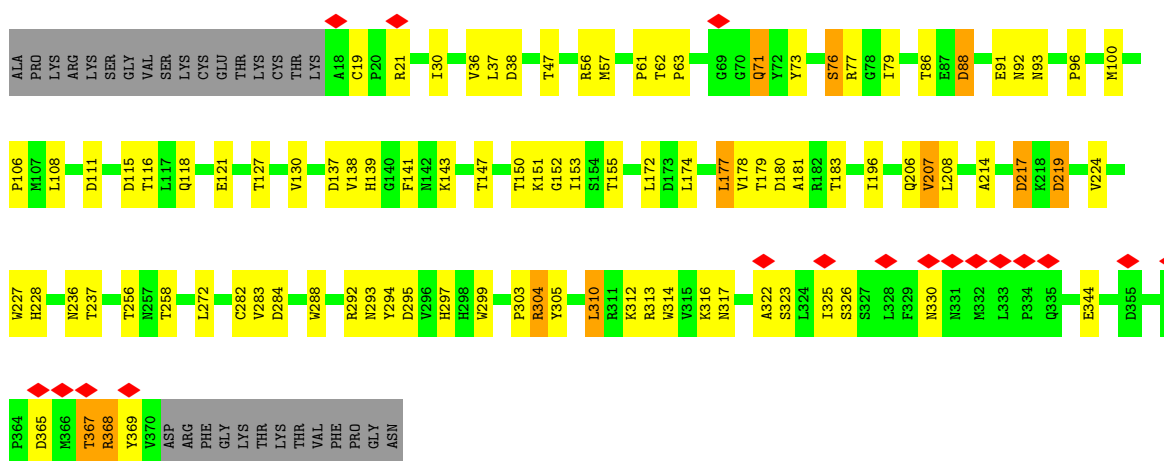 ALA PRO LYS ARG LYS SER GLY VAL SER LYS CYS GLU THR LYS CYS THR LYS A18 C19 P20 R21 I30 V36 L37 D38 T47 R56 M57 P61 T62 P63 G69 G70 Q71 Y72 Y73 S76 R77 G78 I79 T86 E87 D88 E91 N92 N93 P96 M100
P106 M107 L108 D111 D115 T116 L117 Q118 E121 T127 V130 D137 V138 H139 G140 F141 N142 K143 T147 T150 K151 G152 I153 S154 T155 L172 D173 L174 L177 V178 T179 D180 A181 R182 T183 I196 Q206 V207 L208 A214 D217 K218 D219 V224
W227 H228 N236 T237 T256 N257 T258 L272 C282 V283 D284 W288 R292 N293 Y294 D295 V296 H297 H298 W299 P303 R304 Y305 L310 R311 K312 R313 W314 V315 K316 N317 A322 S323 L324 I325 S326 S327 L328 F329 N330 N331 M332 L333 P334 Q335 E344 D355
P364 D365 M366 T367 R368 Y369 V370 ASP ARG PHE GLY LYS THR LYS THR VAL PHE PRO GLY ASN